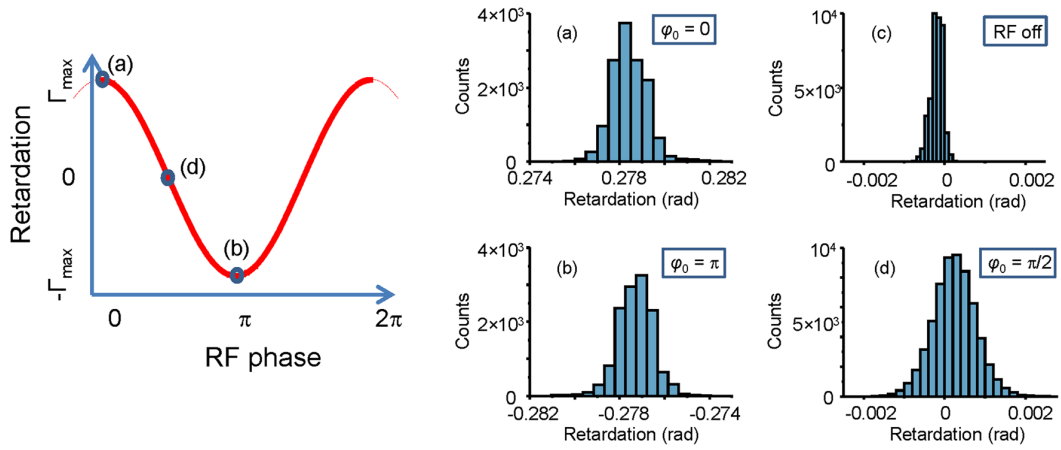 Retardation
Γmax
0
-Γmax
(a)
(d)
(b)
0
π
2π
RF phase
(a)
φ0 = 0
Counts
4×10³
2×10³
0
0.274
0.278
0.282
Retardation (rad)
(c)
RF off
Counts
10⁴
5×10³
0
-0.002
0
0.002
Retardation (rad)
(b)
φ0 = π
Counts
4×10³
2×10³
0
-0.282
-0.278
-0.274
Retardation (rad)
(d)
φ0 = π/2
Counts
10⁴
5×10³
0
-0.002
0
0.002
Retardation (rad)